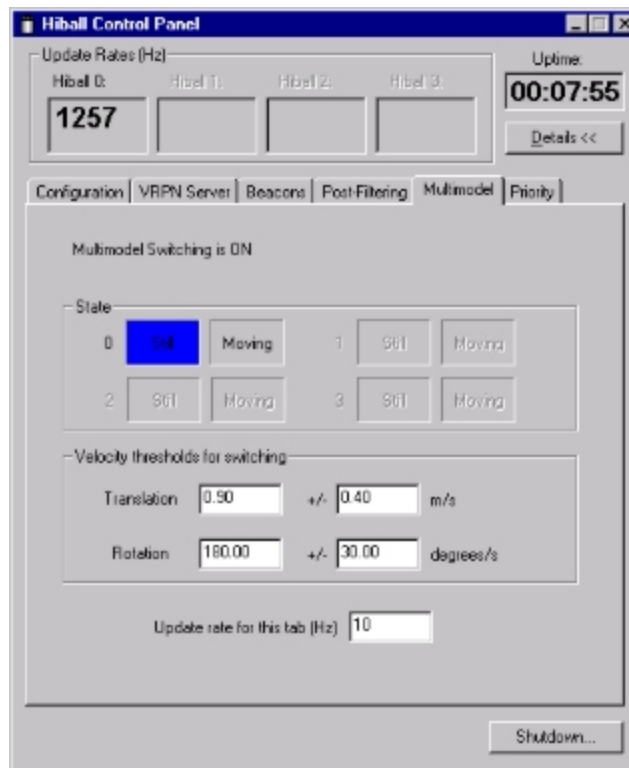 Hiball Control Panel
Update Rates (Hz)
Uptime:
Hiball 0: Hiball 1: Hiball 2: Hiball 3:
1257
00:07:55
Details <<
Configuration VRPN Server Beacons Post-Filtering Multimodel Priority
Multimodel Switching is ON
State
0 Still Moving 1 Still Moving
2 Still Moving 3 Still Moving
Velocity thresholds for switching
Translation 0.90 +/- 0.40 m/s
Rotation 180.00 +/- 30.00 degrees/s
Update rate for this tab (Hz) 10
Shutdown...